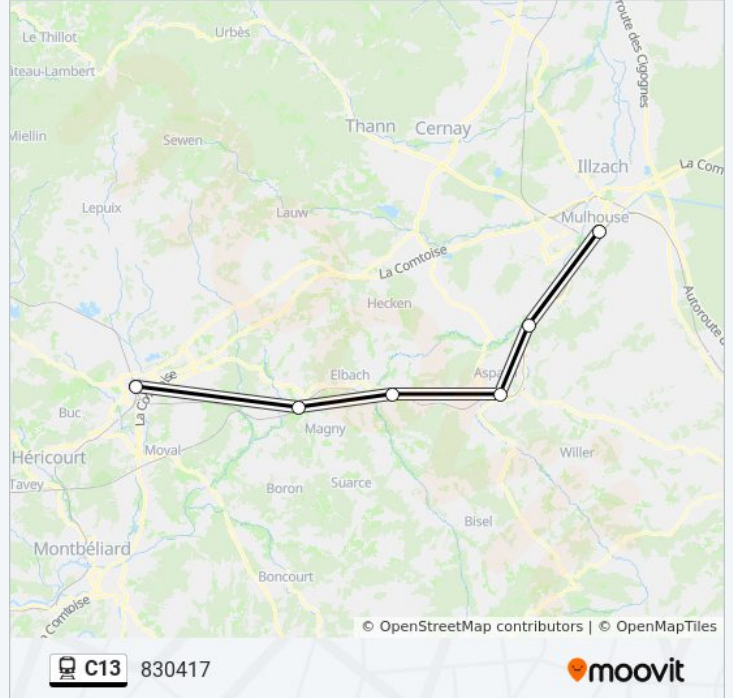 Le Thillot
Urbès
âteau-Lambert
route des Cigognes
Miellin
Thann
Cernay
Sewen
Illzach
La Com
Lepuix
Lauw
Mulhouse
La Comtoise
Hecken
Autoroute d
Elbach
Aspa
La Comtoise
Buc
Magny
Héricourt
Moval
Willer
Tavey
Boron
Suarce
Bisel
Montbéliard
Boncourt
Comtoise
© OpenStreetMap contributors | © OpenMapTiles
C13 830417
moovit